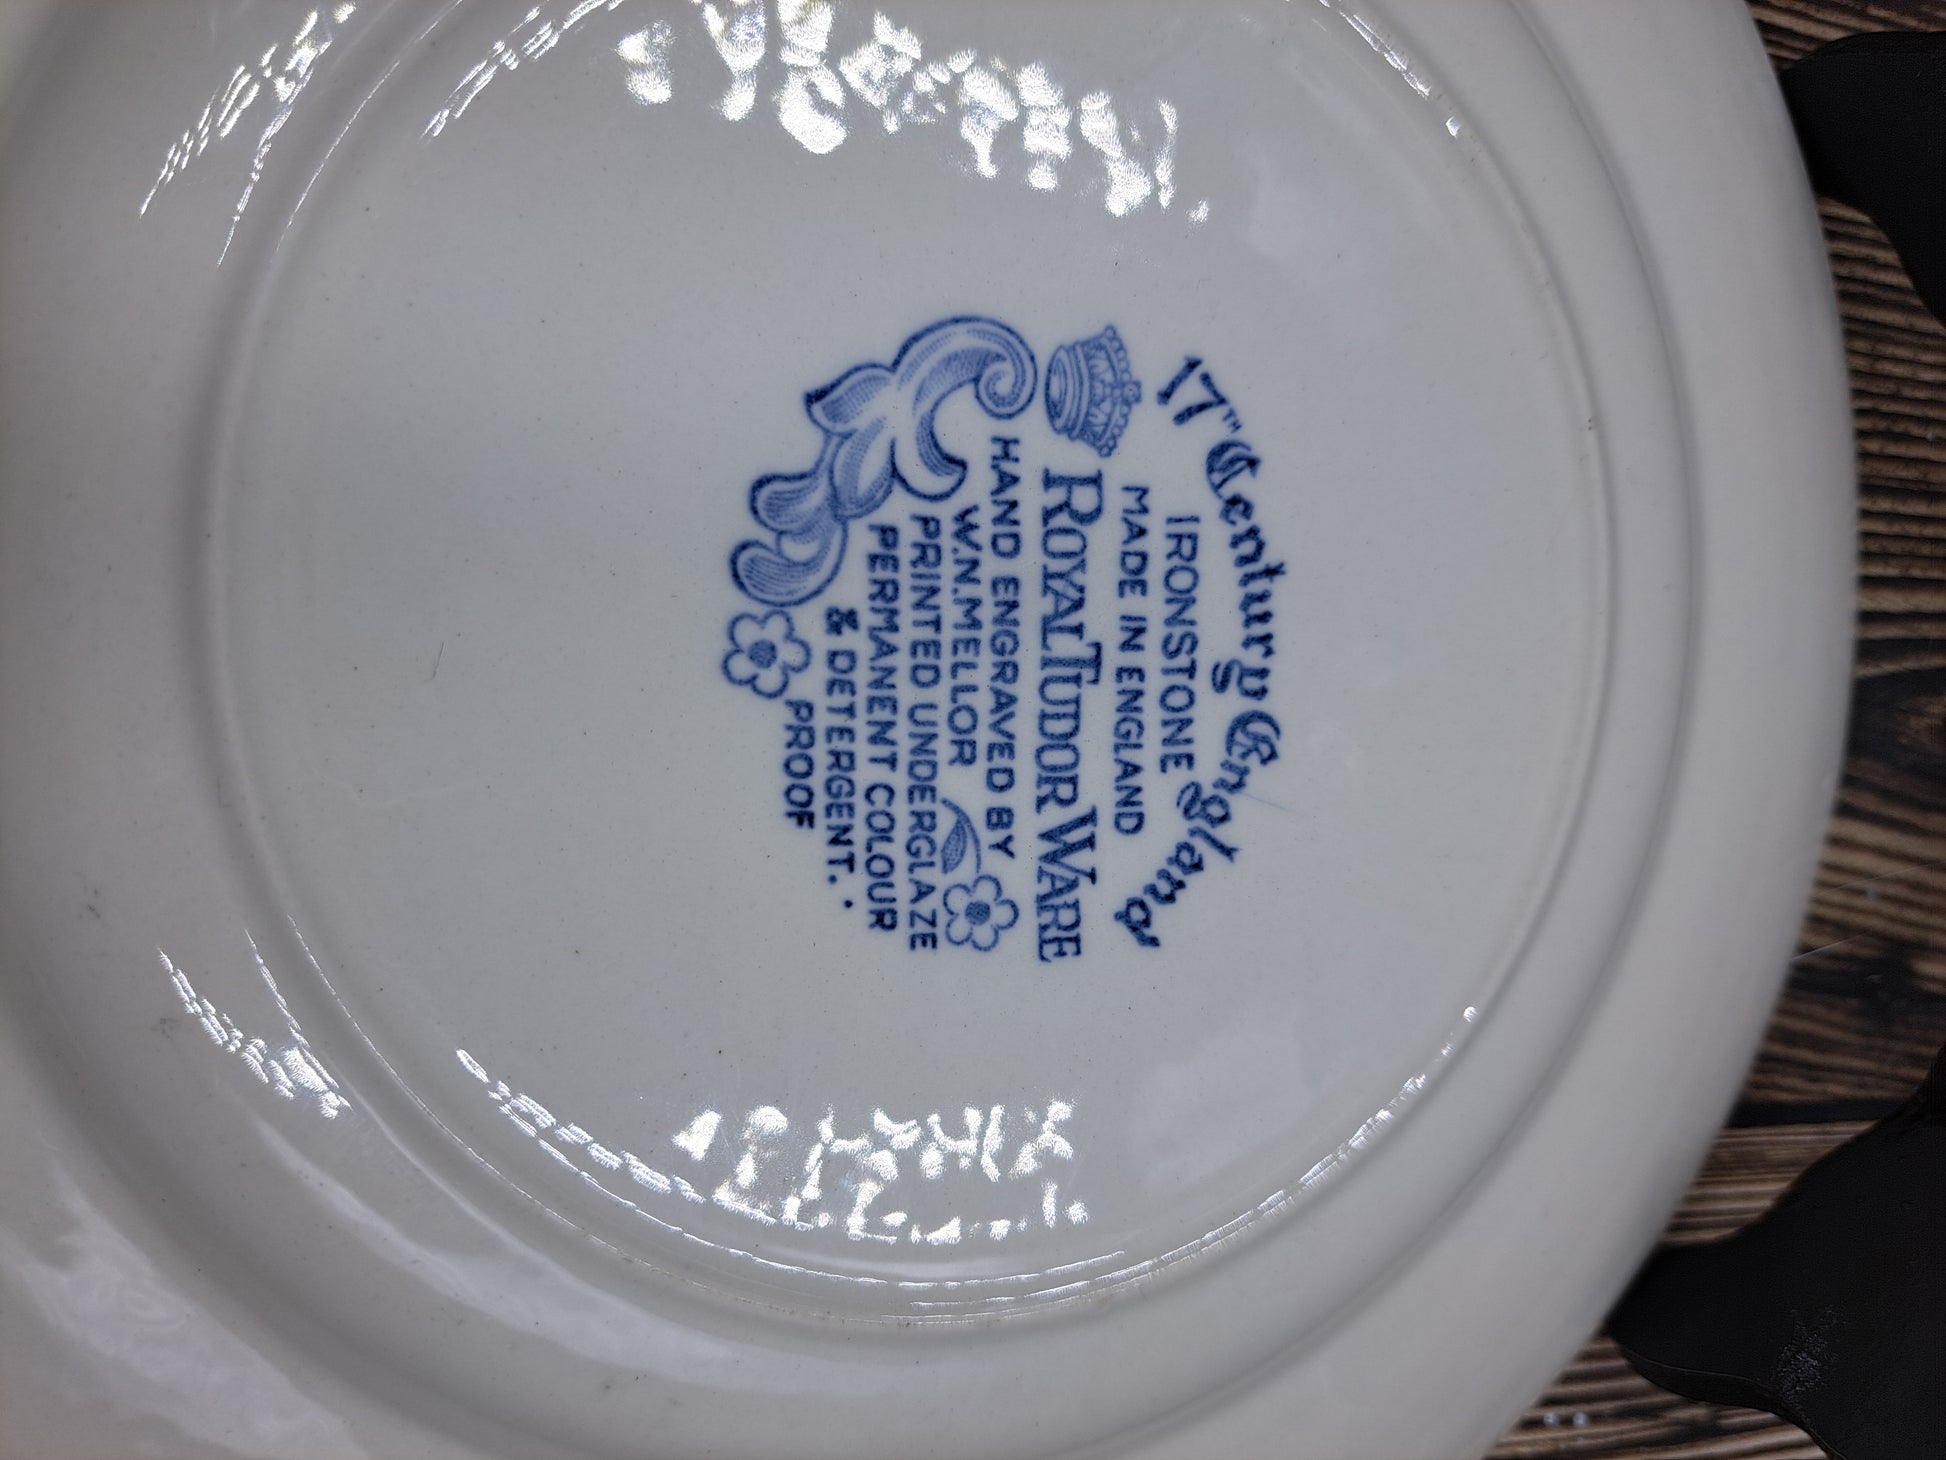 17TH Century England
IRONSTONE
MADE IN ENGLAND
ROYAL TUDOR WARE
HAND ENGRAVED BY
W.N.MELLOR
PRINTED UNDERGLAZE
PERMANENT COLOUR
& DETERGENT.
PROOF